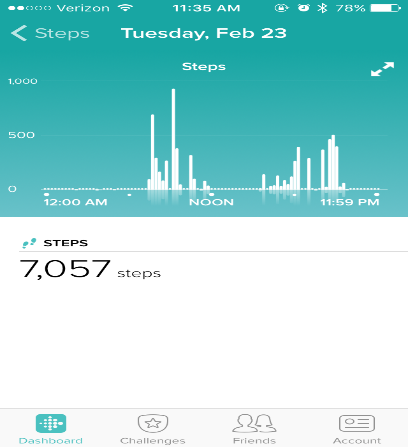 Verizon 11:35 AM 78%
Steps Tuesday, Feb 23
Steps
1,000
500
0
12:00 AM NOON 11:59 PM
STEPS
7,057 steps
Dashboard Challenges Friends Account